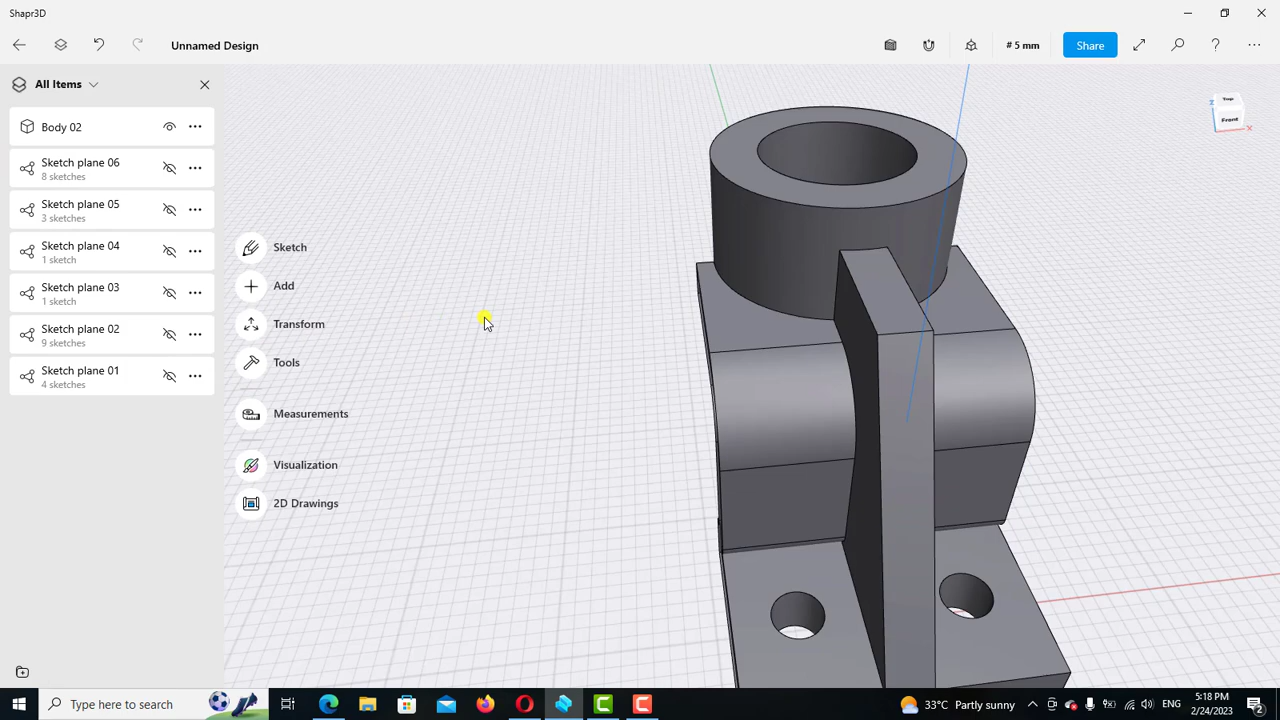 Shapr3D
Unnamed Design
# 5 mm
Share
?
All Items
Body 02
Sketch plane 06
8 sketches
Sketch plane 05
3 sketches
Sketch plane 04
1 sketch
Sketch plane 03
1 sketch
Sketch plane 02
9 sketches
Sketch plane 01
4 sketches
Sketch
Add
Transform
Tools
Measurements
Visualization
2D Drawings
Top
Z
Front
X
Type here to search
33°C Partly sunny
ENG
5:18 PM
2/24/2023
2